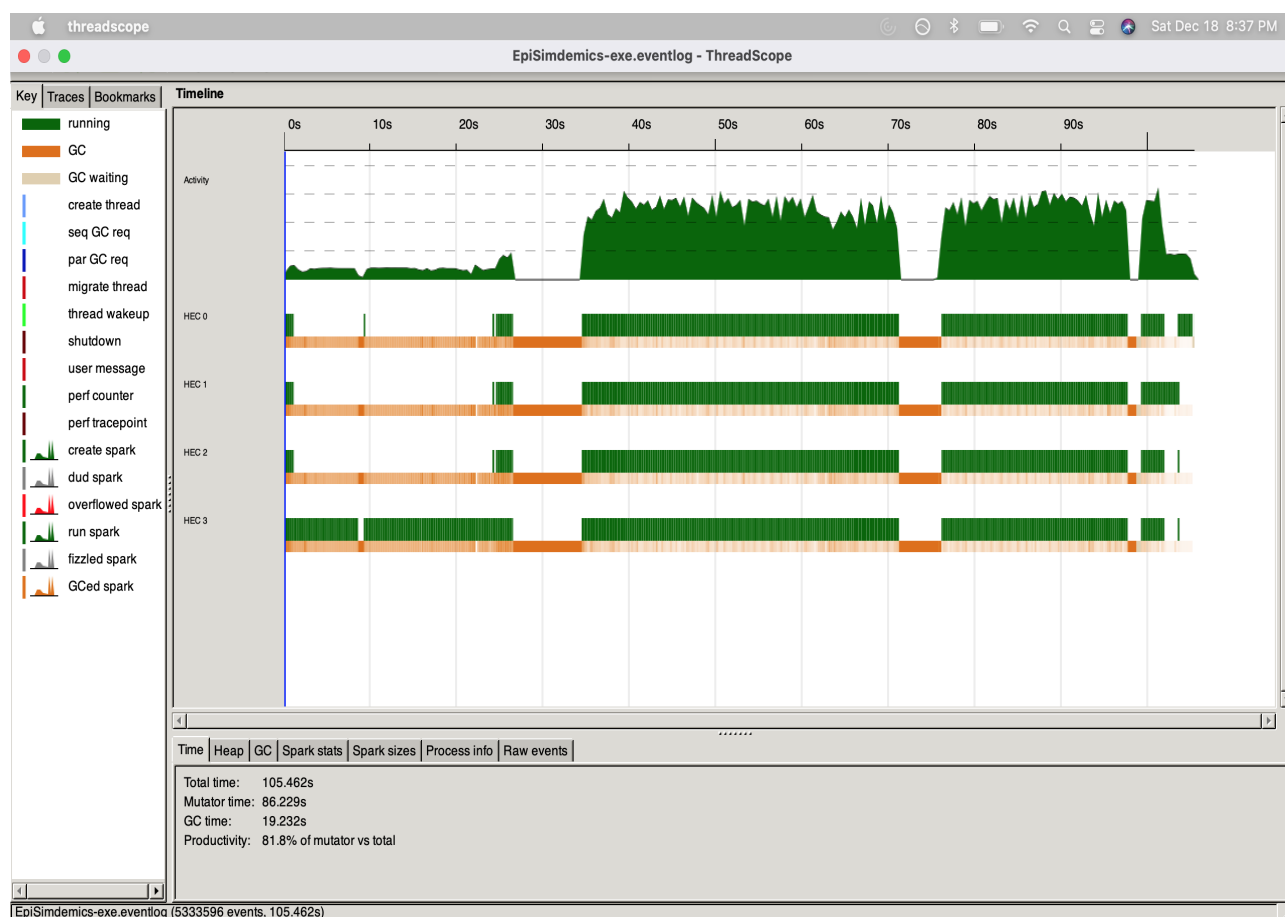 threadscope
Sat Dec 18 8:37 PM
EpiSimdemics-exe.eventlog - ThreadScope
Key Traces Bookmarks
running
GC
GC waiting
create thread
seq GC req
par GC req
migrate thread
thread wakeup
shutdown
user message
perf counter
perf tracepoint
create spark
dud spark
overflowed spark
run spark
fizzled spark
GCed spark
Timeline
0s 10s 20s 30s 40s 50s 60s 70s 80s 90s
Activity
HEC 0
HEC 1
HEC 2
HEC 3
Time Heap GC Spark stats Spark sizes Process info Raw events
Total time: 105.462s
Mutator time: 86.229s
GC time: 19.232s
Productivity: 81.8% of mutator vs total
EpiSimdemics-exe.eventlog (5333596 events, 105.462s)